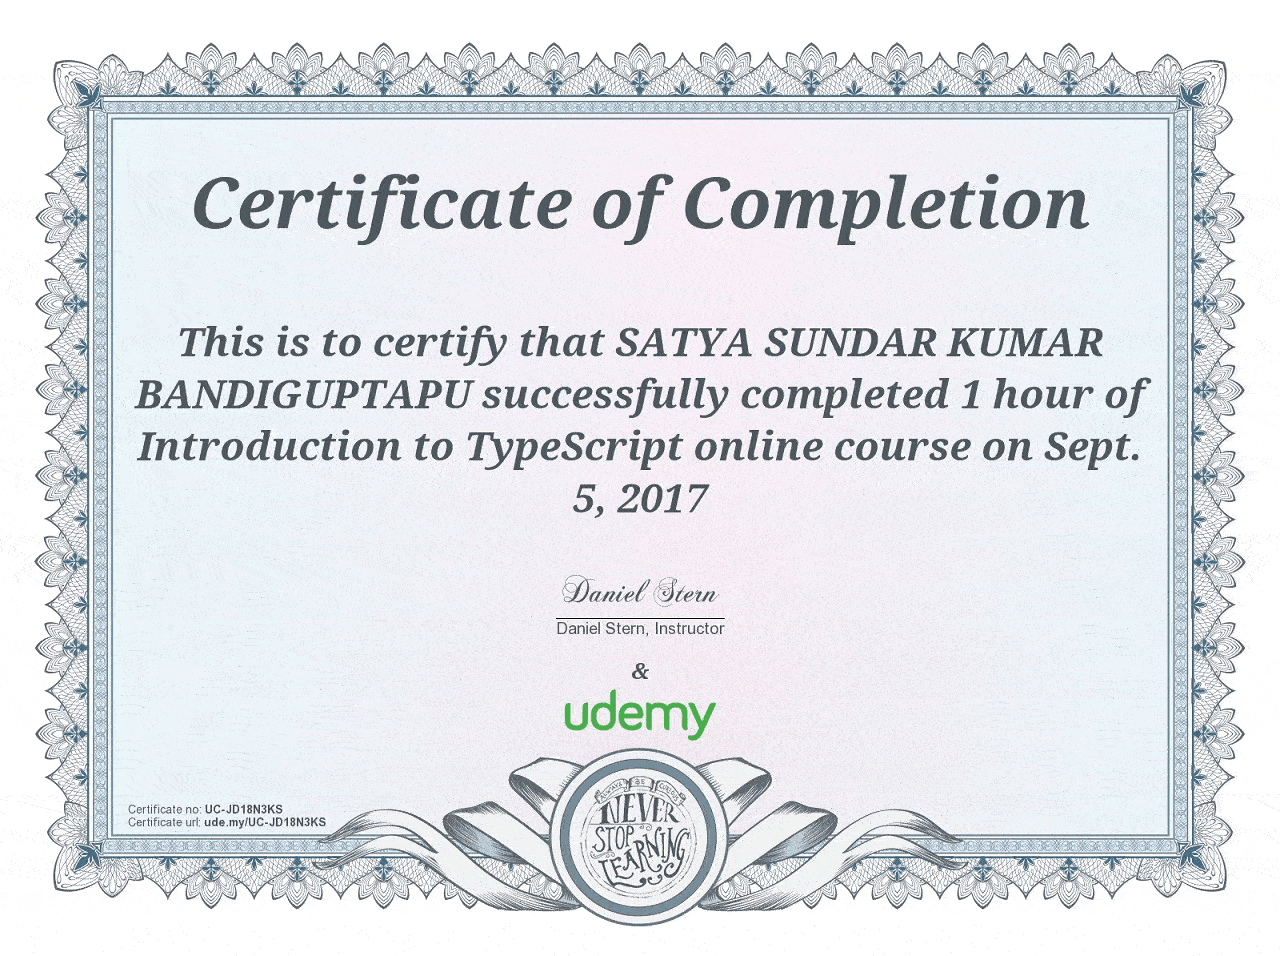 Certificate of Completion
This is to certify that SATYA SUNDAR KUMAR
BANDIGUPTAPU successfully completed 1 hour of
Introduction to TypeScript online course on Sept.
5, 2017
Daniel Stern
Daniel Stern, Instructor
&
udemy
Certificate no: UC-JD18N3KS
Certificate url: ude.my/UC-JD18N3KS
ALWAYS BE
NEVER
STOP
LEARNING